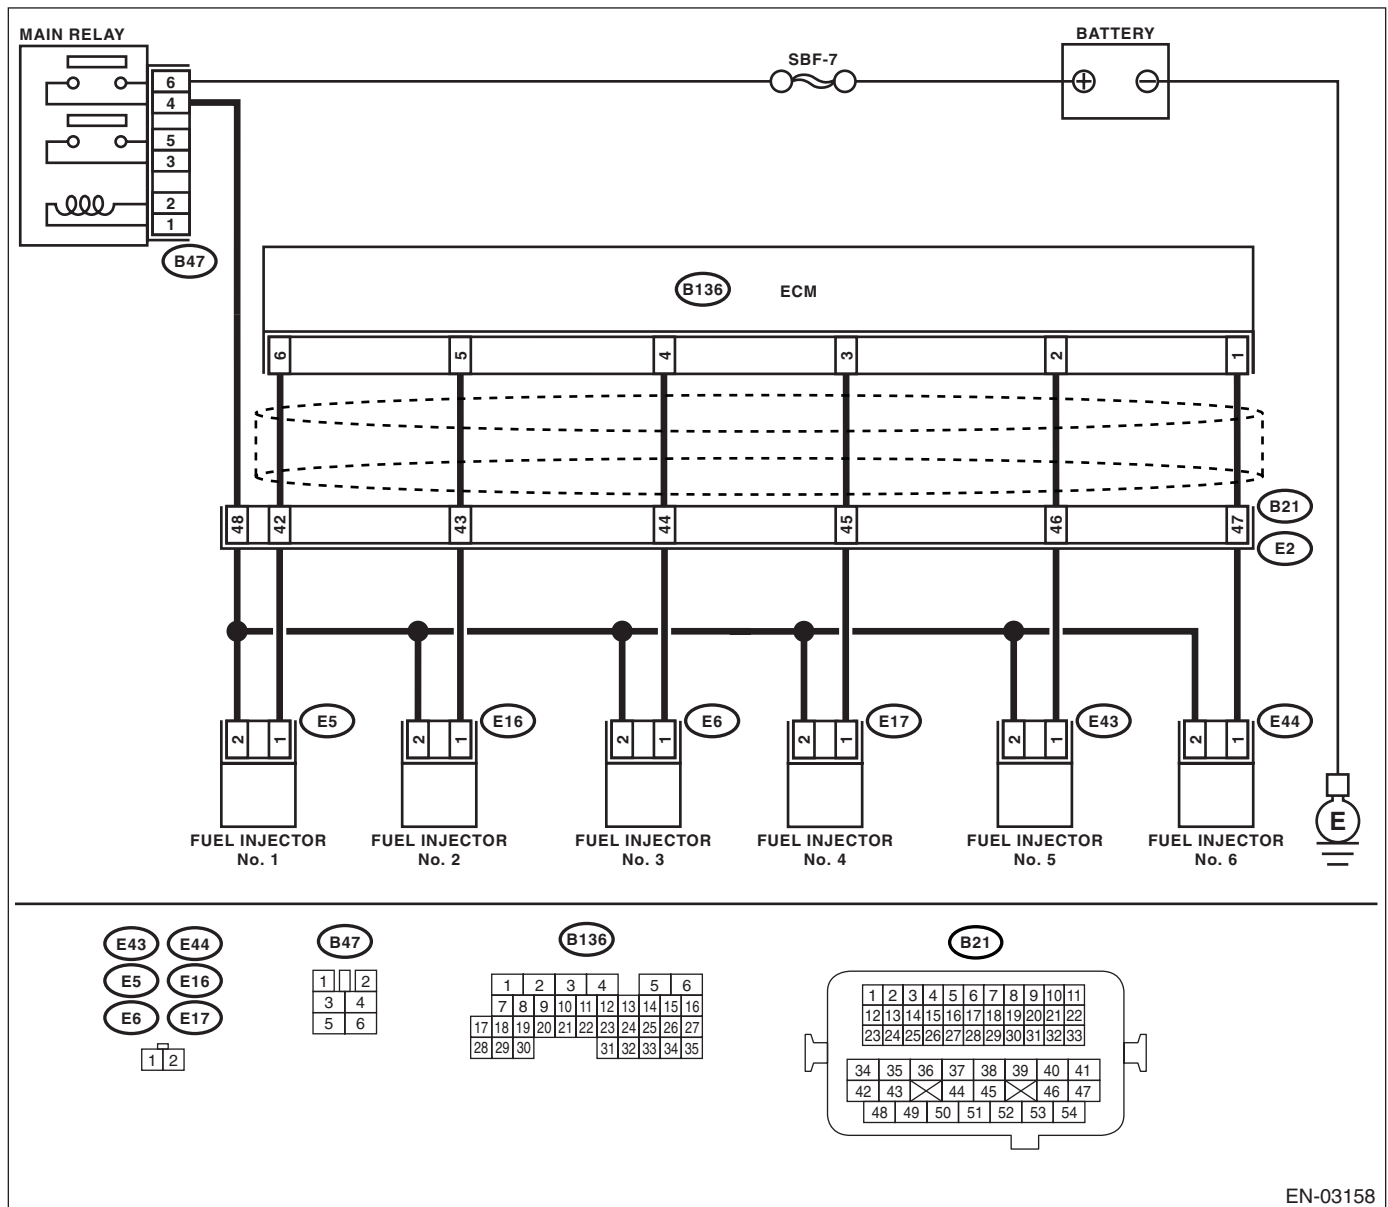 MAIN RELAY
BATTERY
SBF-7
6
4
5
3
2
1
B47
B136 ECM
6 5 4 3 2 1
48 42 43 44 45 46 47
B21
E2
2 1 E5 2 1 E16 2 1 E6 2 1 E17 2 1 E43 2 1 E44
E
FUEL INJECTOR No. 1
FUEL INJECTOR No. 2
FUEL INJECTOR No. 3
FUEL INJECTOR No. 4
FUEL INJECTOR No. 5
FUEL INJECTOR No. 6
E43 E44
E5 E16
E6 E17
1 2
B47
1 2
3 4
5 6
B136
1 2 3 4 5 6
7 8 9 10 11 12 13 14 15 16
17 18 19 20 21 22 23 24 25 26 27
28 29 30 31 32 33 34 35
B21
1 2 3 4 5 6 7 8 9 10 11
12 13 14 15 16 17 18 19 20 21 22
23 24 25 26 27 28 29 30 31 32 33
34 35 36 37 38 39 40 41
42 43 44 45 46 47
48 49 50 51 52 53 54
EN-03158